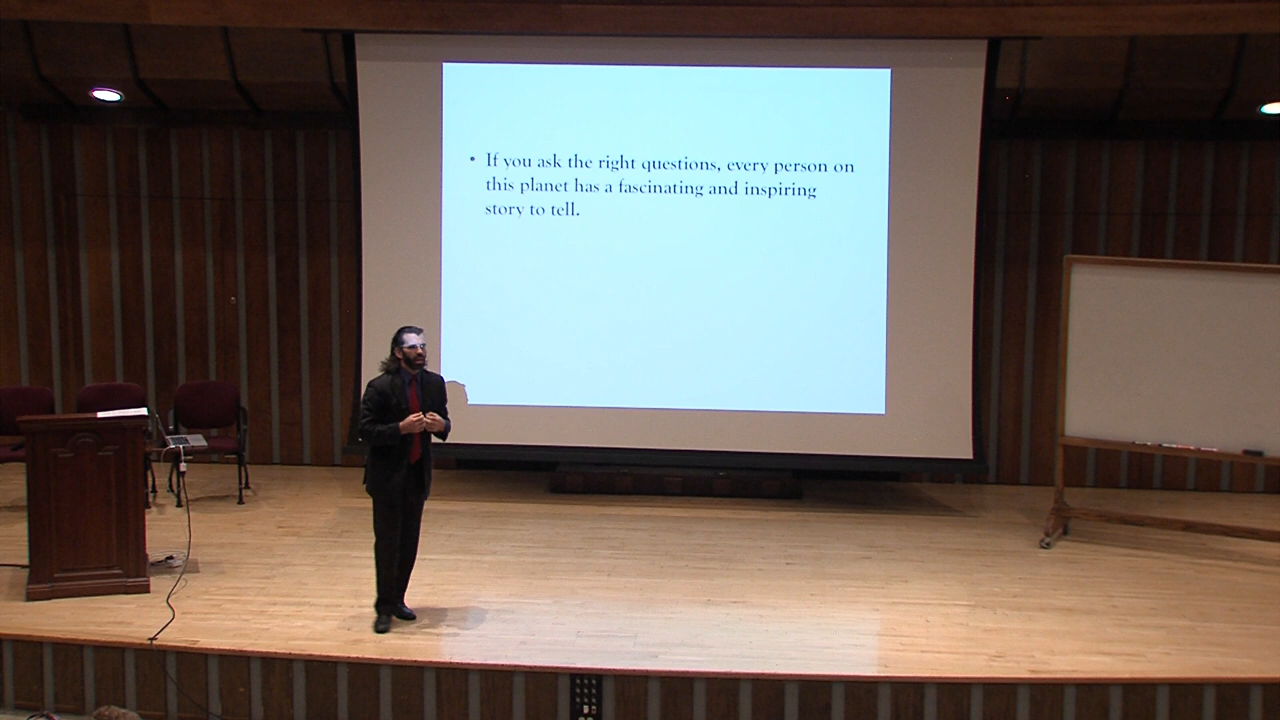 • If you ask the right questions, every person on
this planet has a fascinating and inspiring
story to tell.